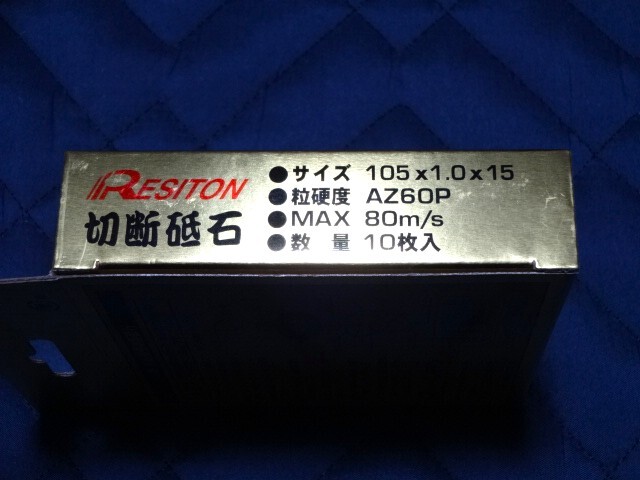 RESITON
切断砥石
●サイズ 105x1.0x15
●粒硬度 AZ60P
●MAX 80m/s
●数量 10枚入